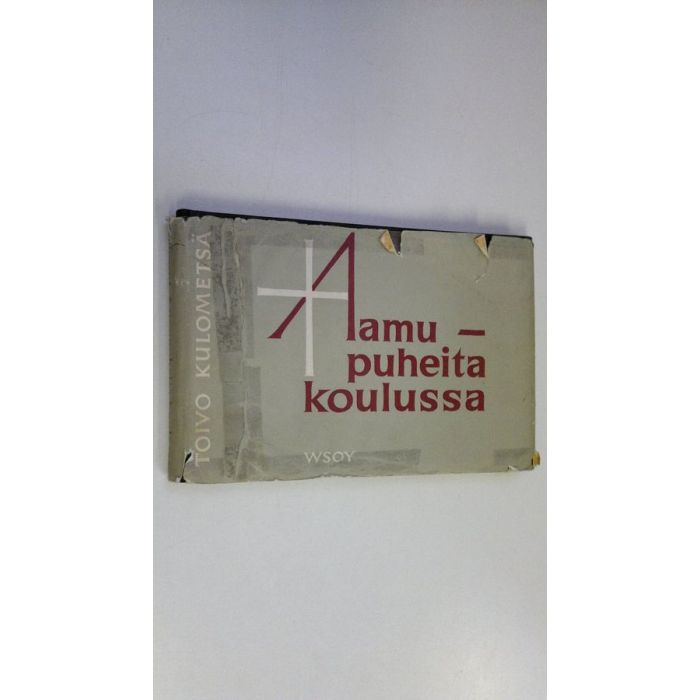 TOIVO KULOMETSÄ
Aamu –
puheita
koulussa
WSOY